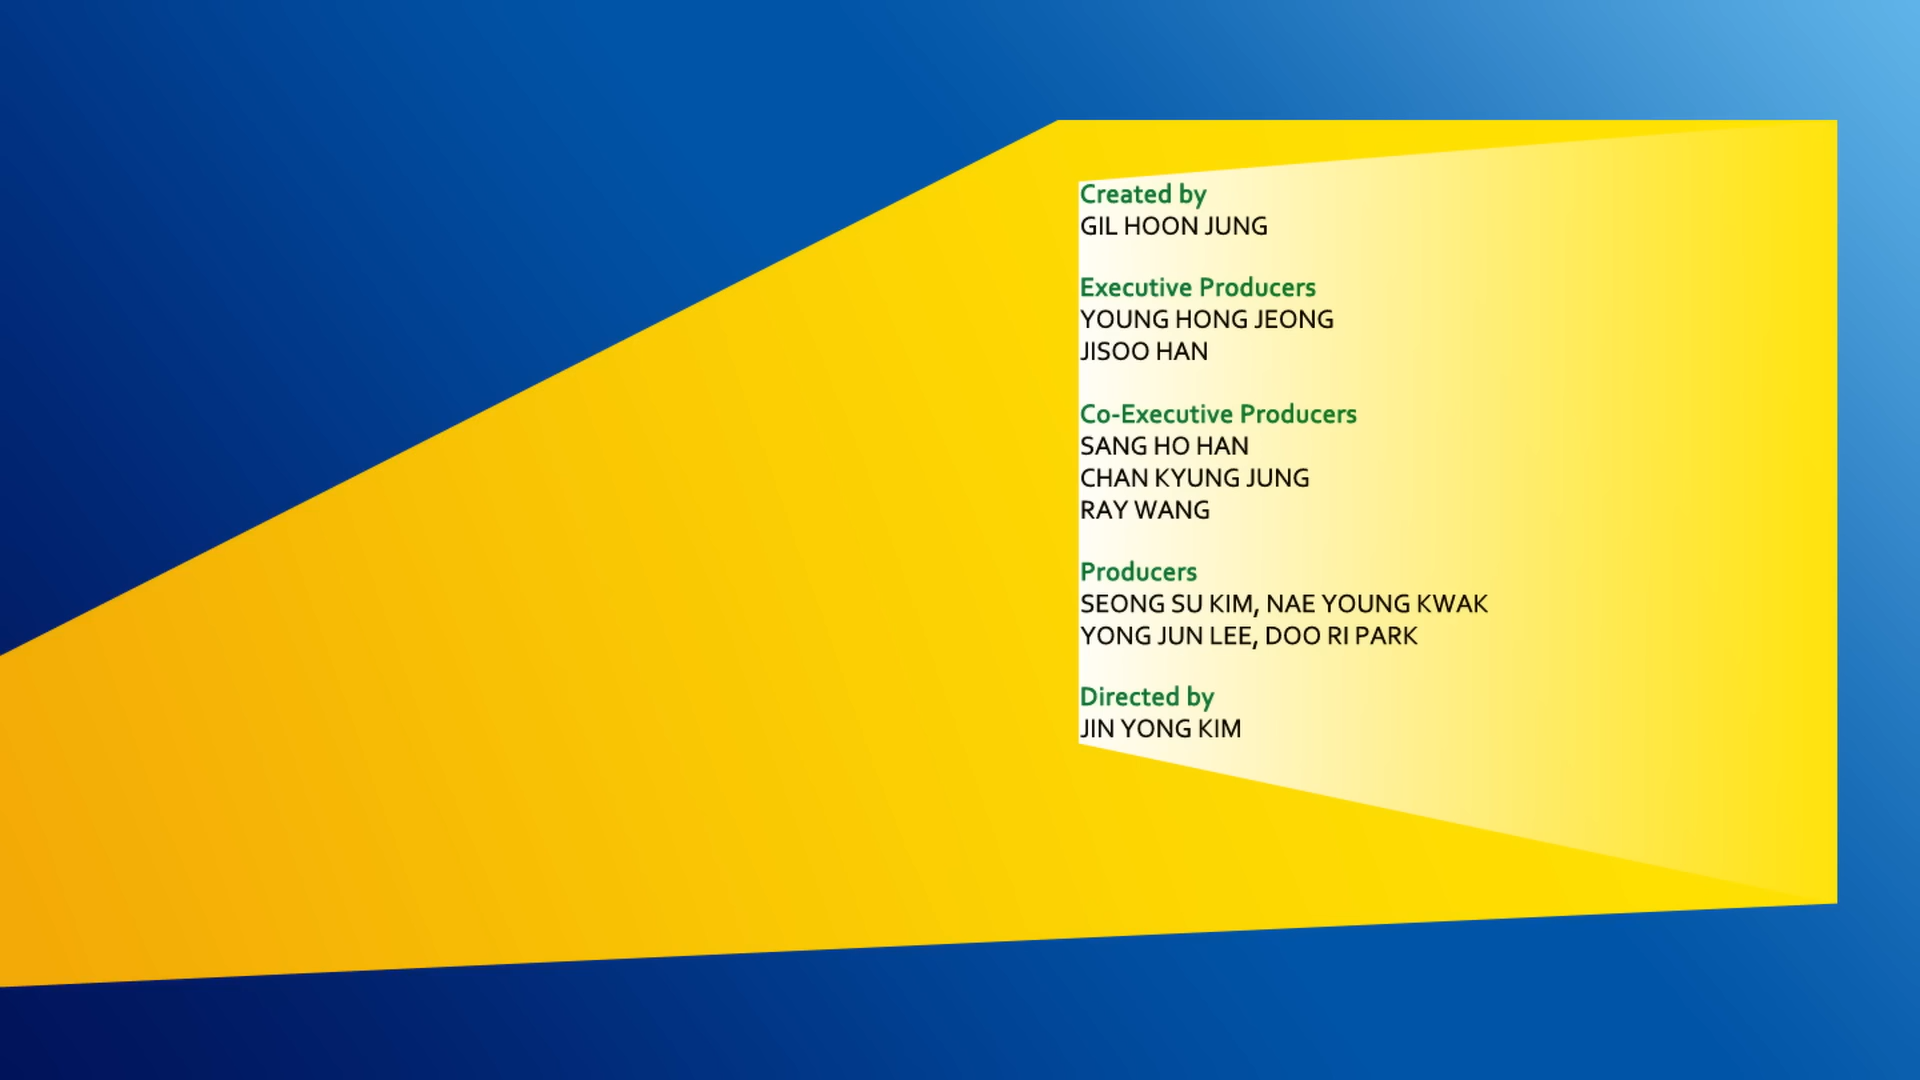 Created by
GIL HOON JUNG
Executive Producers
YOUNG HONG JEONG
JISOO HAN
Co-Executive Producers
SANG HO HAN
CHAN KYUNG JUNG
RAY WANG
Producers
SEONG SU KIM, NAE YOUNG KWAK
YONG JUN LEE, DOO RI PARK
Directed by
JIN YONG KIM